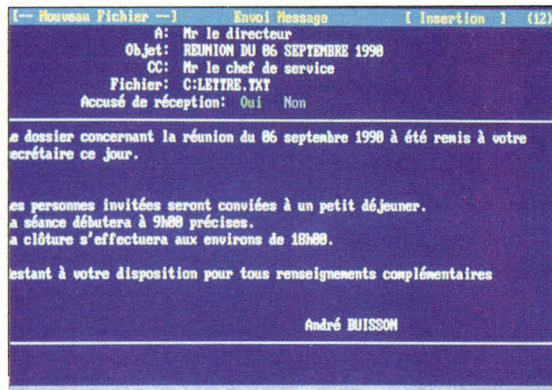 [-- Nouveau Fichier --] Envoi Message [ Insertion ] (12)
A: Mr le directeur
Objet: REUNION DU 06 SEPTEMBRE 1990
CC: Mr le chef de service
Fichier: C:LETTRE.TXT
Accusé de réception: Oui Non
e dossier concernant la réunion du 06 septembre 1990 à été remis à votre
ecrétaire ce jour.
es personnes invitées seront conviées à un petit déjeuner.
a séance débutera à 9h00 précises.
a clôture s'effectuera aux environs de 18h00.
estant à votre disposition pour tous renseignements complémentaires
André BUISSON